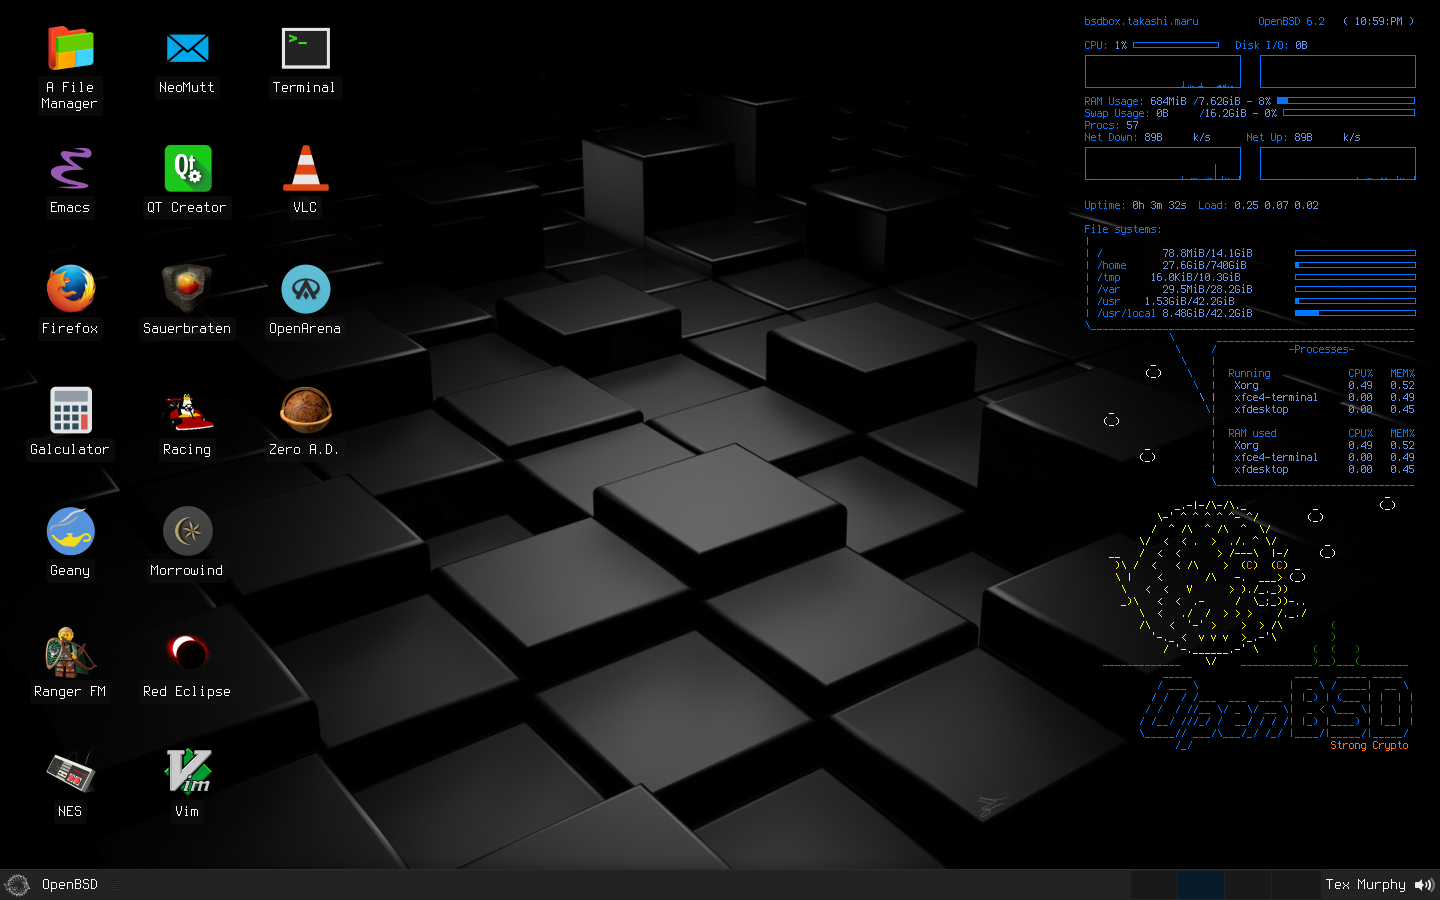 A File
Manager
NeoMutt
>_
Terminal
Emacs
Qt
QT Creator
VLC
Firefox
Sauerbraten
OpenArena
Galculator
Racing
Zero A.D.
Geany
Morrowind
Ranger FM
Red Eclipse
NES
Vim
Vim
bsdbox.takashi.maru OpenBSD 6.2 ( 10:59:PM )
CPU: 1% Disk I/O: 0B
RAM Usage: 684MiB /7.62GiB - 8%
Swap Usage: 0B /16.2GiB - 0%
Procs: 57
Net Down: 89B k/s Net Up: 89B k/s
Uptime: 0h 3m 32s Load: 0.25 0.07 0.02
File systems:
/ 78.8MiB/14.1GiB
/home 27.6GiB/740GiB
/tmp 16.0KiB/10.3GiB
/var 29.5MiB/28.2GiB
/usr 1.53GiB/42.2GiB
/usr/local 8.48GiB/42.2GiB
-Processes-
Running CPU% MEM%
Xorg 0.49 0.52
xfce4-terminal 0.00 0.49
xfdesktop 0.00 0.45
RAM used CPU% MEM%
Xorg 0.49 0.52
xfce4-terminal 0.00 0.49
xfdesktop 0.00 0.45
OpenBSD
Strong Crypto
OpenBSD
Tex Murphy